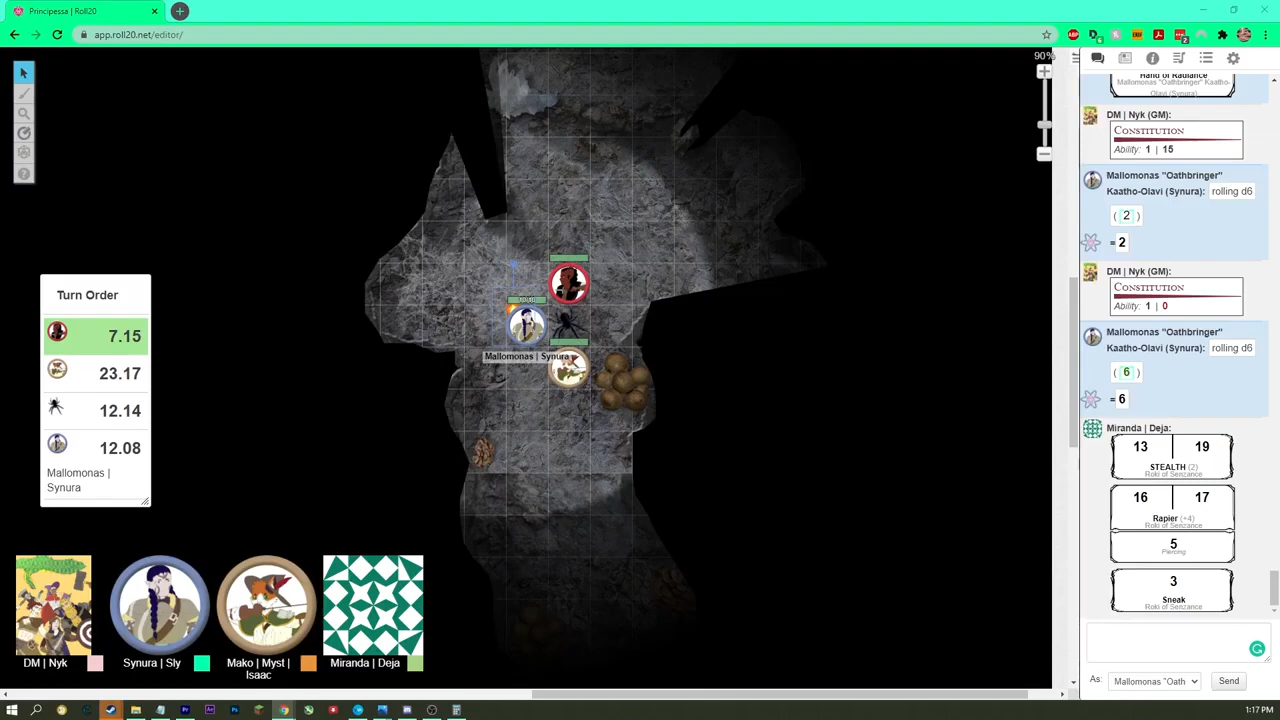 Principessa | Roll20
app.roll20.net/editor/
90%
Hand of Radiance
Mallomonas "Oathbringer" Kaatho-
Olavi (Synura)
DM | Nyk (GM):
CONSTITUTION
Ability: 1 | 15
Mallomonas "Oathbringer"
Kaatho-Olavi (Synura): rolling d6
( 2 )
= 2
DM | Nyk (GM):
CONSTITUTION
Ability: 1 | 0
Mallomonas "Oathbringer"
Kaatho-Olavi (Synura): rolling d6
( 6 )
= 6
Miranda | Deja:
13 19
STEALTH (2)
Roki of Senzance
16 17
Rapier (+4)
Roki of Senzance
5
Piercing
3
Sneak
Roki of Senzance
As: Mallomonas "Oath Send
Turn Order
7.15
23.17
12.14
12.08
Mallomonas |
Synura
Mallomonas | Synura
DM | Nyk
Synura | Sly
Mako | Myst |
Isaac
Miranda | Deja
1:17 PM